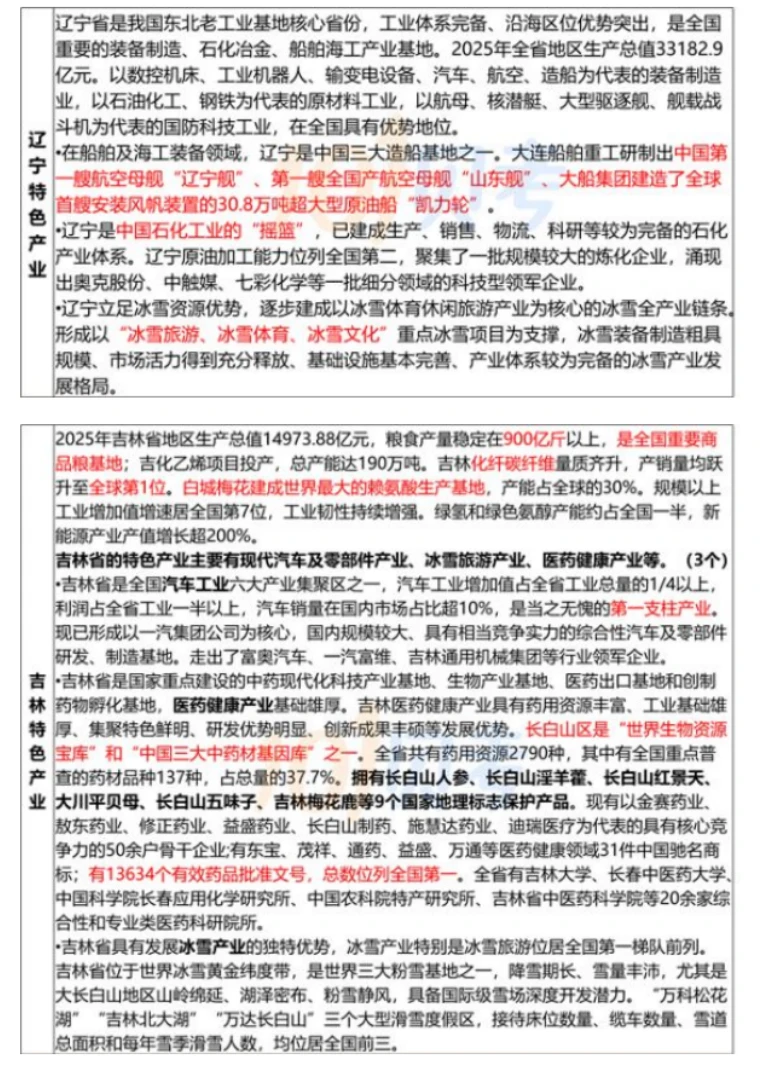 辽宁特色产业
辽宁省是我国东北老工业基地核心省份，工业体系完备、沿海区位优势突出，是全国
重要的装备制造、石化冶金、船舶海工产业基地。2025年全省地区生产总值33182.9
亿元。以数控机床、工业机器人、输变电设备、汽车、航空、造船为代表的装备制造
业，以石油化工、钢铁为代表的原材料工业，以航母、核潜艇、大型驱逐舰、舰载战
斗机为代表的国防科技工业，在全国具有优势地位。
•在船舶及海工装备领域，辽宁是中国三大造船基地之一。大连船舶重工研制出中国第
一艘航空母舰“辽宁舰”、第一艘全国产航空母舰“山东舰”、大船集团建造了全球
首艘安装风帆装置的30.8万吨超大型原油船“凯力轮”。
•辽宁是中国石化工业的“摇篮”，已建成生产、销售、物流、科研等较为完备的石化
产业体系。辽宁原油加工能力位列全国第二，聚集了一批规模较大的炼化企业，涌现
出奥克股份、中触媒、七彩化学等一批细分领域的科技型领军企业。
•辽宁立足冰雪资源优势，逐步建成以冰雪体育休闲旅游产业为核心的冰雪全产业链条。
形成以“冰雪旅游、冰雪体育、冰雪文化”重点冰雪项目为支撑，冰雪装备制造粗具
规模、市场活力得到充分释放、基础设施基本完善、产业体系较为完备的冰雪产业发
展格局。
吉林特色产业
2025年吉林省地区生产总值14973.88亿元，粮食产量稳定在900亿斤以上，是全国重要商
品粮基地；吉化乙烯项目投产，总产能达190万吨。吉林化纤碳纤维量质齐升，产销量均跃
升至全球第1位。白城梅花建成世界最大的赖氨酸生产基地，产能占全球的30%。规模以上
工业增加值增速居全国第7位，工业韧性持续增强。绿氢和绿色氨醇产能约占全国一半，新
能源产业产值增长超200%。
吉林省的特色产业主要有现代汽车及零部件产业、冰雪旅游产业、医药健康产业等。（3个）
•吉林省是全国汽车工业六大产业集聚区之一，汽车工业增加值占全省工业总量的1/4以上，
利润占全省工业一半以上，汽车销量在国内市场占比超10%，是当之无愧的第一支柱产业。
现已形成以一汽集团公司为核心，国内规模较大、具有相当竞争实力的综合性汽车及零部件
研发、制造基地。走出了富奥汽车、一汽富维、吉林通用机械集团等行业领军企业。
•吉林省是国家重点建设的中药现代化科技产业基地、生物产业基地、医药出口基地和创制
药物孵化基地，医药健康产业基础雄厚。吉林医药健康产业具有药用资源丰富、工业基础雄
厚、集聚特色鲜明、研发优势明显、创新成果丰硕等发展优势。长白山区是“世界生物资源
宝库”和“中国三大中药材基因库”之一。全省共有药用资源2790种，其中有全国重点普
查的药材品种137种，占总量的37.7%。拥有长白山人参、长白山淫羊藿、长白山红景天、
大川平贝母、长白山五味子、吉林梅花鹿等9个国家地理标志保护产品。现有以金赛药业、
敖东药业、修正药业、益盛药业、长白山制药、施慧达药业、迪瑞医疗为代表的具有核心竞
争力的50余户骨干企业;有东宝、茂祥、通药、益盛、万通等医药健康领域31件中国驰名商
标；有13634个有效药品批准文号，总数位列全国第一。全省有吉林大学、长春中医药大学、
中国科学院长春应用化学研究所、中国农科院特产研究所、吉林省中医药科学院等20余家综
合性和专业类医药科研院所。
•吉林省具有发展冰雪产业的独特优势，冰雪产业特别是冰雪旅游位居全国第一梯队前列。
吉林省位于世界冰雪黄金纬度带，是世界三大粉雪基地之一，降雪期长、雪量丰沛，尤其是
大长白山地区山岭绵延、湖泽密布、粉雪静风，具备国际级雪场深度开发潜力。“万科松花
湖”“吉林北大湖”“万达长白山”三个大型滑雪度假区，接待床位数量、缆车数量、雪道
总面积和每年雪季滑雪人数，均位居全国前三。